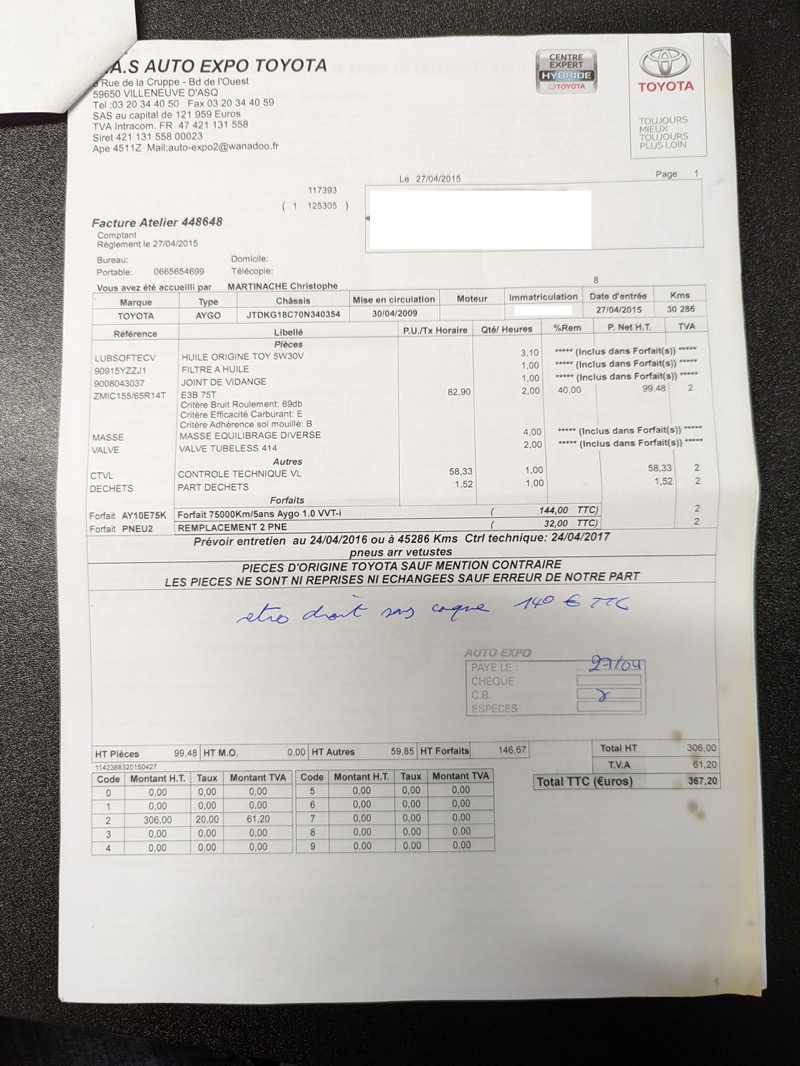 .A.S AUTO EXPO TOYOTA
Rue de la Cruppe - Bd de l'Ouest
59650 VILLENEUVE D'ASQ
Tel :03 20 34 40 50 Fax 03 20 34 40 59
SAS au capital de 121 959 Euros
TVA Intracom. FR 47 421 131 558
Siret 421 131 558 00023
Ape 4511Z Mail:auto-expo2@wanadoo.fr
CENTRE
EXPERT
HYBRIDE
TOYOTA
TOYOTA
TOUJOURS
MIEUX
TOUJOURS
PLUS LOIN
Le 27/04/2015
Page 1
117393
( 1 125305 )
Facture Atelier 448648
Comptant
Règlement le 27/04/2015
Bureau: Domicile:
Portable: 0665654699 Télécopie:
Vous avez été accueilli par MARTINACHE Christophe
8
Marque Type Châssis Mise en circulation Moteur Immatriculation Date d'entrée Kms
TOYOTA AYGO JTDKG18C70N340354 30/04/2009 27/04/2015 30 286
Référence Libellé P.U./Tx Horaire Qté/ Heures %Rem P. Net H.T. TVA
Pièces
LUBSOFTECV HUILE ORIGINE TOY 5W30V 3,10 ***** (Inclus dans Forfait(s)) *****
90915YZZJ1 FILTRE A HUILE 1,00 ***** (Inclus dans Forfait(s)) *****
9008043037 JOINT DE VIDANGE 1,00 ***** (Inclus dans Forfait(s)) *****
ZMIC155/65R14T E3B 75T 82,90 2,00 40,00 99,48 2
Critère Bruit Roulement: 69db
Critère Efficacité Carburant: E
Critère Adhérence sol mouillé: B
MASSE MASSE EQUILIBRAGE DIVERSE 4,00 ***** (Inclus dans Forfait(s)) *****
VALVE VALVE TUBELESS 414 2,00 ***** (Inclus dans Forfait(s)) *****
Autres
CTVL CONTROLE TECHNIQUE VL 58,33 1,00 58,33 2
DECHETS PART DECHETS 1,52 1,00 1,52 2
Forfaits
Forfait AY10E75K Forfait 75000Km/5ans Aygo 1.0 VVT-i ( 144,00 TTC) 2
Forfait PNEU2 REMPLACEMENT 2 PNE ( 32,00 TTC) 2
Prévoir entretien au 24/04/2016 ou à 45286 Kms Ctrl technique: 24/04/2017
pneus arr vetustes
PIECES D'ORIGINE TOYOTA SAUF MENTION CONTRAIRE
LES PIECES NE SONT NI REPRISES NI ECHANGEES SAUF ERREUR DE NOTRE PART
retro droit sans coque 140 € TTC
AUTO EXPO
PAYE LE : 27/04
CHEQUE
C.B.
ESPECES
HT Pièces 99,48 HT M.O. 0,00 HT Autres 59,85 HT Forfaits 146,67
Total HT 306,00
T.V.A 61,20
Total TTC (€uros) 367,20
1142388320150427
Code Montant H.T. Taux Montant TVA Code Montant H.T. Taux Montant TVA
0 0,00 0,00 0,00 5 0,00 0,00 0,00
1 0,00 0,00 0,00 6 0,00 0,00 0,00
2 306,00 20,00 61,20 7 0,00 0,00 0,00
3 0,00 0,00 0,00 8 0,00 0,00 0,00
4 0,00 0,00 0,00 9 0,00 0,00 0,00